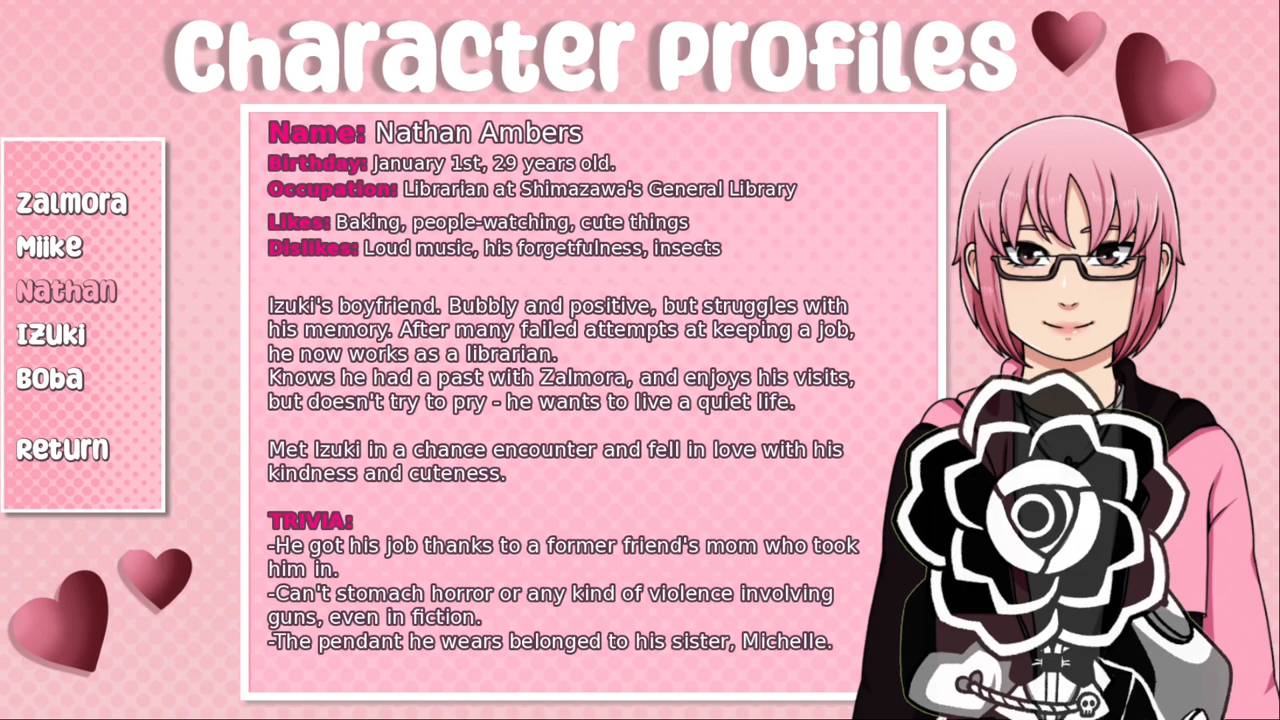 Character Profiles
Zalmora
Miike
Nathan
Izuki
Boba
Return
Name: Nathan Ambers
Birthday: January 1st, 29 years old.
Occupation: Librarian at Shimazawa's General Library
Likes: Baking, people-watching, cute things
Dislikes: Loud music, his forgetfulness, insects
Izuki's boyfriend. Bubbly and positive, but struggles with
his memory. After many failed attempts at keeping a job,
he now works as a librarian.
Knows he had a past with Zalmora, and enjoys his visits,
but doesn't try to pry - he wants to live a quiet life.
Met Izuki in a chance encounter and fell in love with his
kindness and cuteness.
TRIVIA:
-He got his job thanks to a former friend's mom who took
him in.
-Can't stomach horror or any kind of violence involving
guns, even in fiction.
-The pendant he wears belonged to his sister, Michelle.